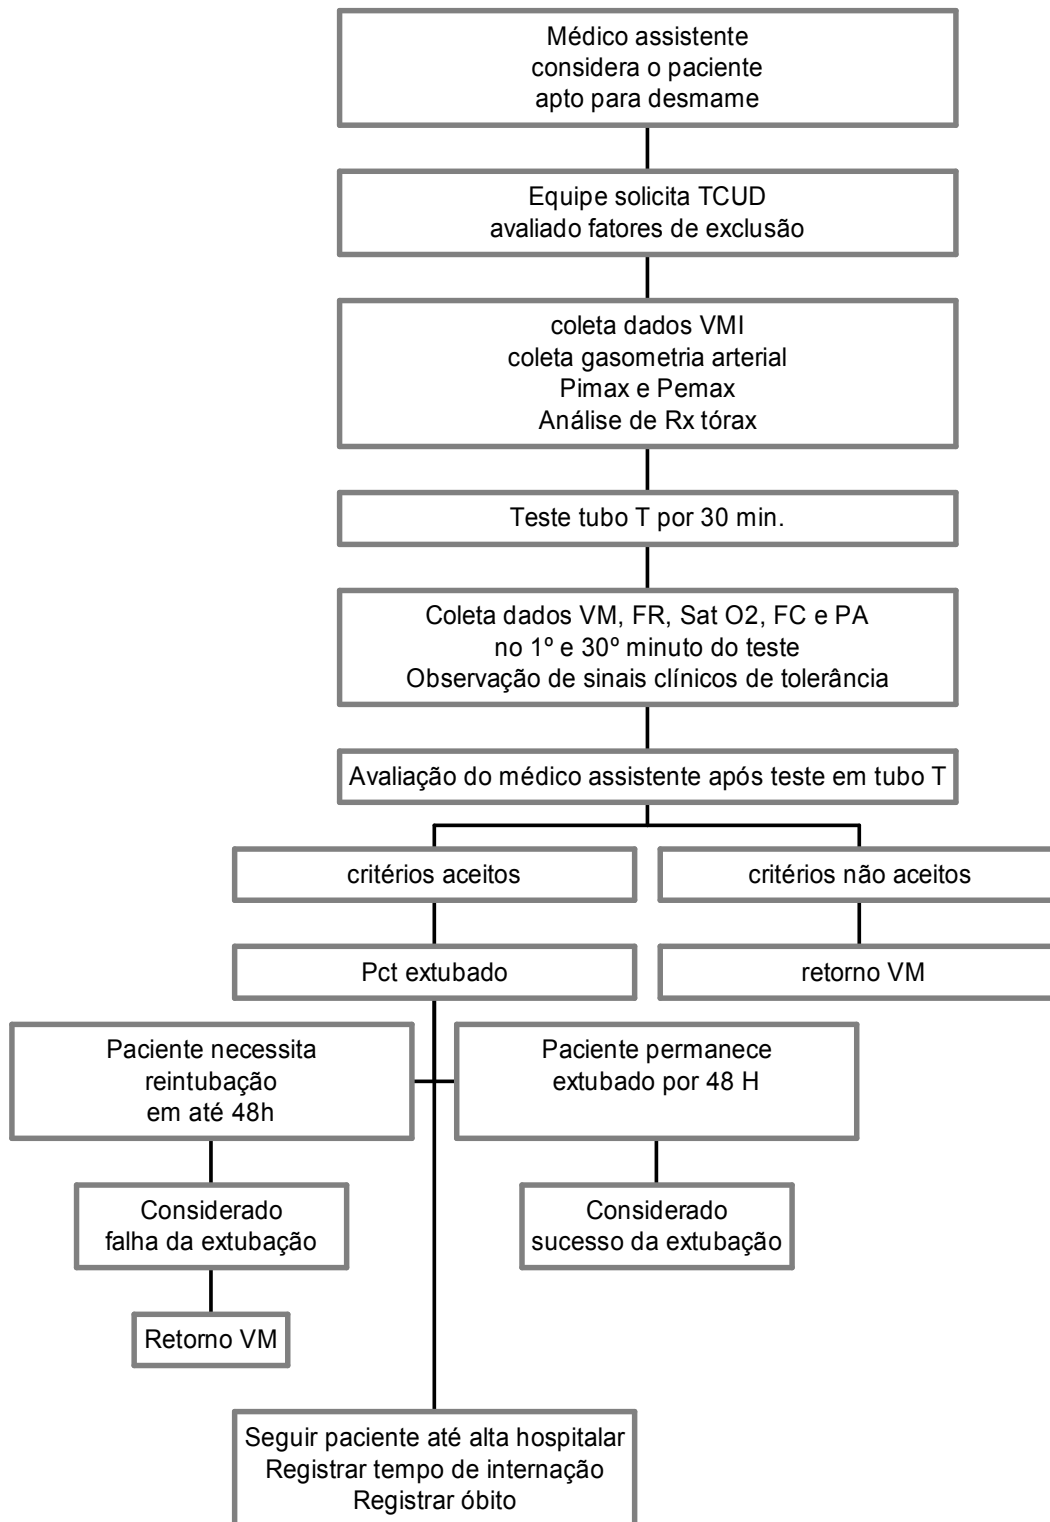 Médico assistente
considera o paciente
apto para desmame
Equipe solicita TCUD
avaliado fatores de exclusão
coleta dados VMI
coleta gasometria arterial
Pimax e Pemax
Análise de Rx tórax
Teste tubo T por 30 min.
Coleta dados VM, FR, Sat O2, FC e PA
no 1º e 30º minuto do teste
Observação de sinais clínicos de tolerância
Avaliação do médico assistente após teste em tubo T
critérios aceitos
critérios não aceitos
Pct extubado
retorno VM
Paciente necessita
reintubação
em até 48h
Paciente permanece
extubado por 48 H
Considerado
falha da extubação
Considerado
sucesso da extubação
Retorno VM
Seguir paciente até alta hospitalar
Registrar tempo de internação
Registrar óbito